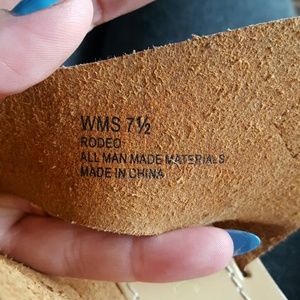 WMS 7½
RODEO
ALL MAN MADE MATERIALS
MADE IN CHINA